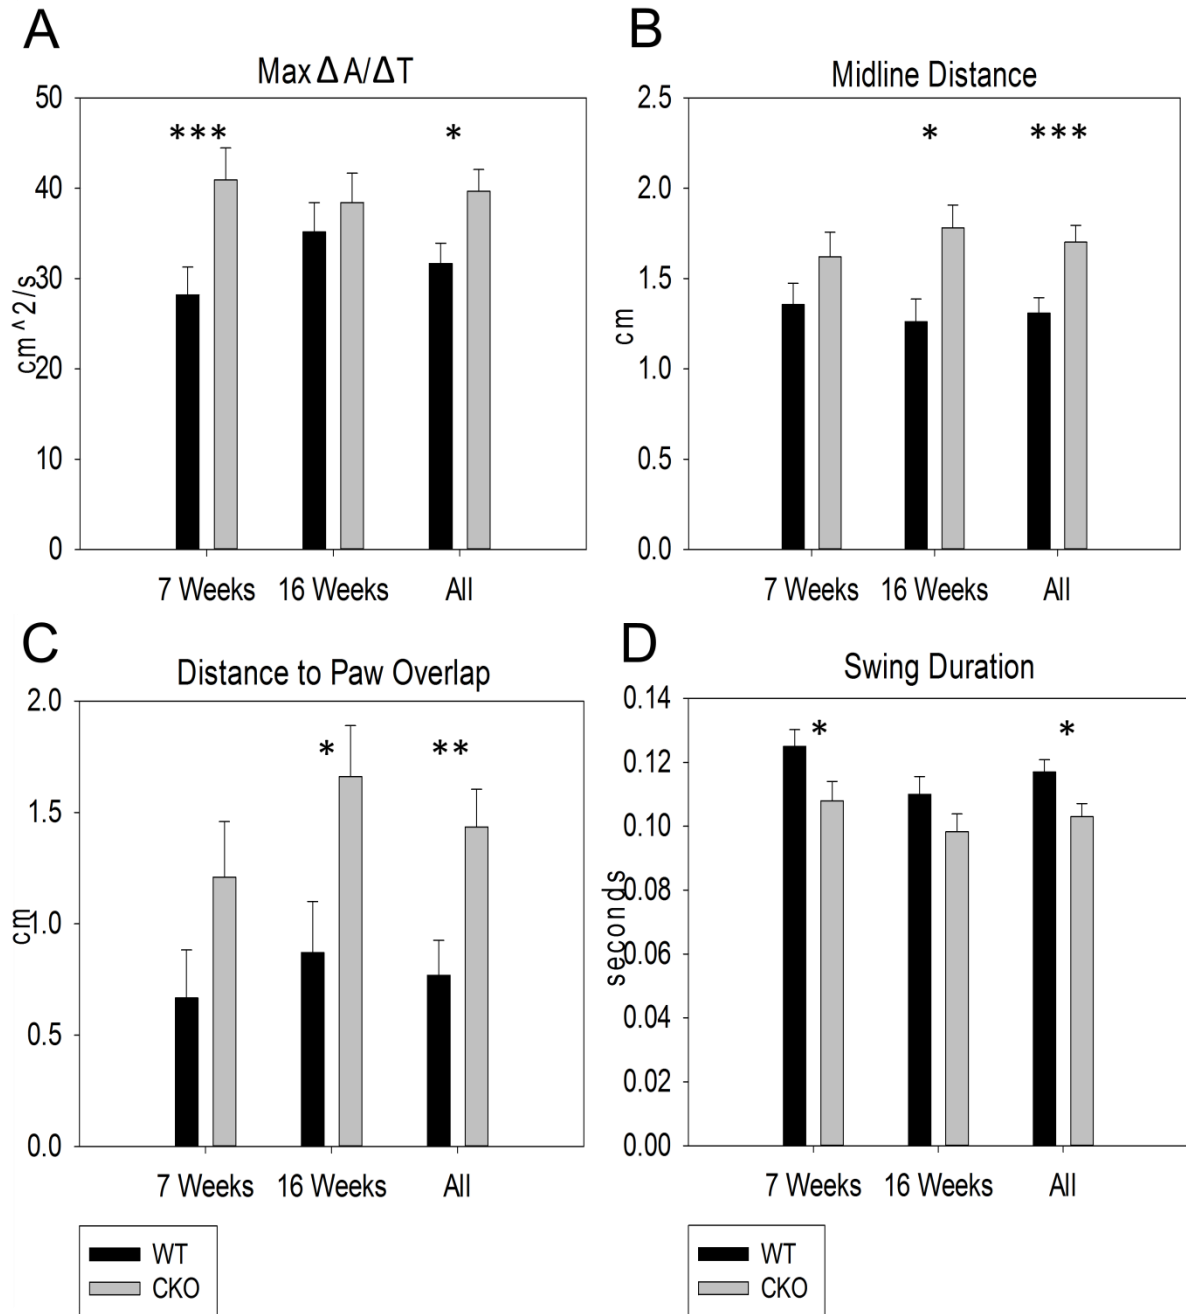 A
Max Δ A/ΔT
50
40
30
20
10
0
cm^2/s
***
*
7 Weeks 16 Weeks All
B
Midline Distance
2.5
2.0
1.5
1.0
0.5
0.0
cm
*
***
7 Weeks 16 Weeks All
C
Distance to Paw Overlap
2.0
1.5
1.0
0.5
0.0
cm
*
**
7 Weeks 16 Weeks All
WT
CKO
D
Swing Duration
0.14
0.12
0.10
0.08
0.06
0.04
0.02
0.00
seconds
*
*
7 Weeks 16 Weeks All
WT
CKO